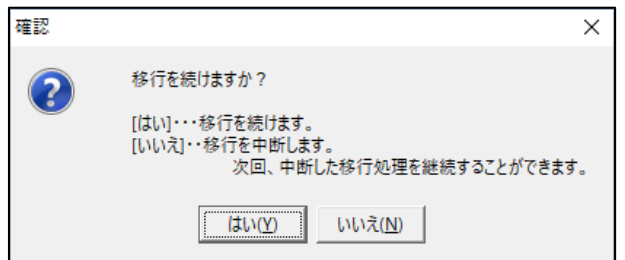 確認
移行を続けますか？
[はい]・・・移行を続けます。
[いいえ]・・移行を中断します。
次回、中断した移行処理を継続することができます。
はい(Y) いいえ(N)